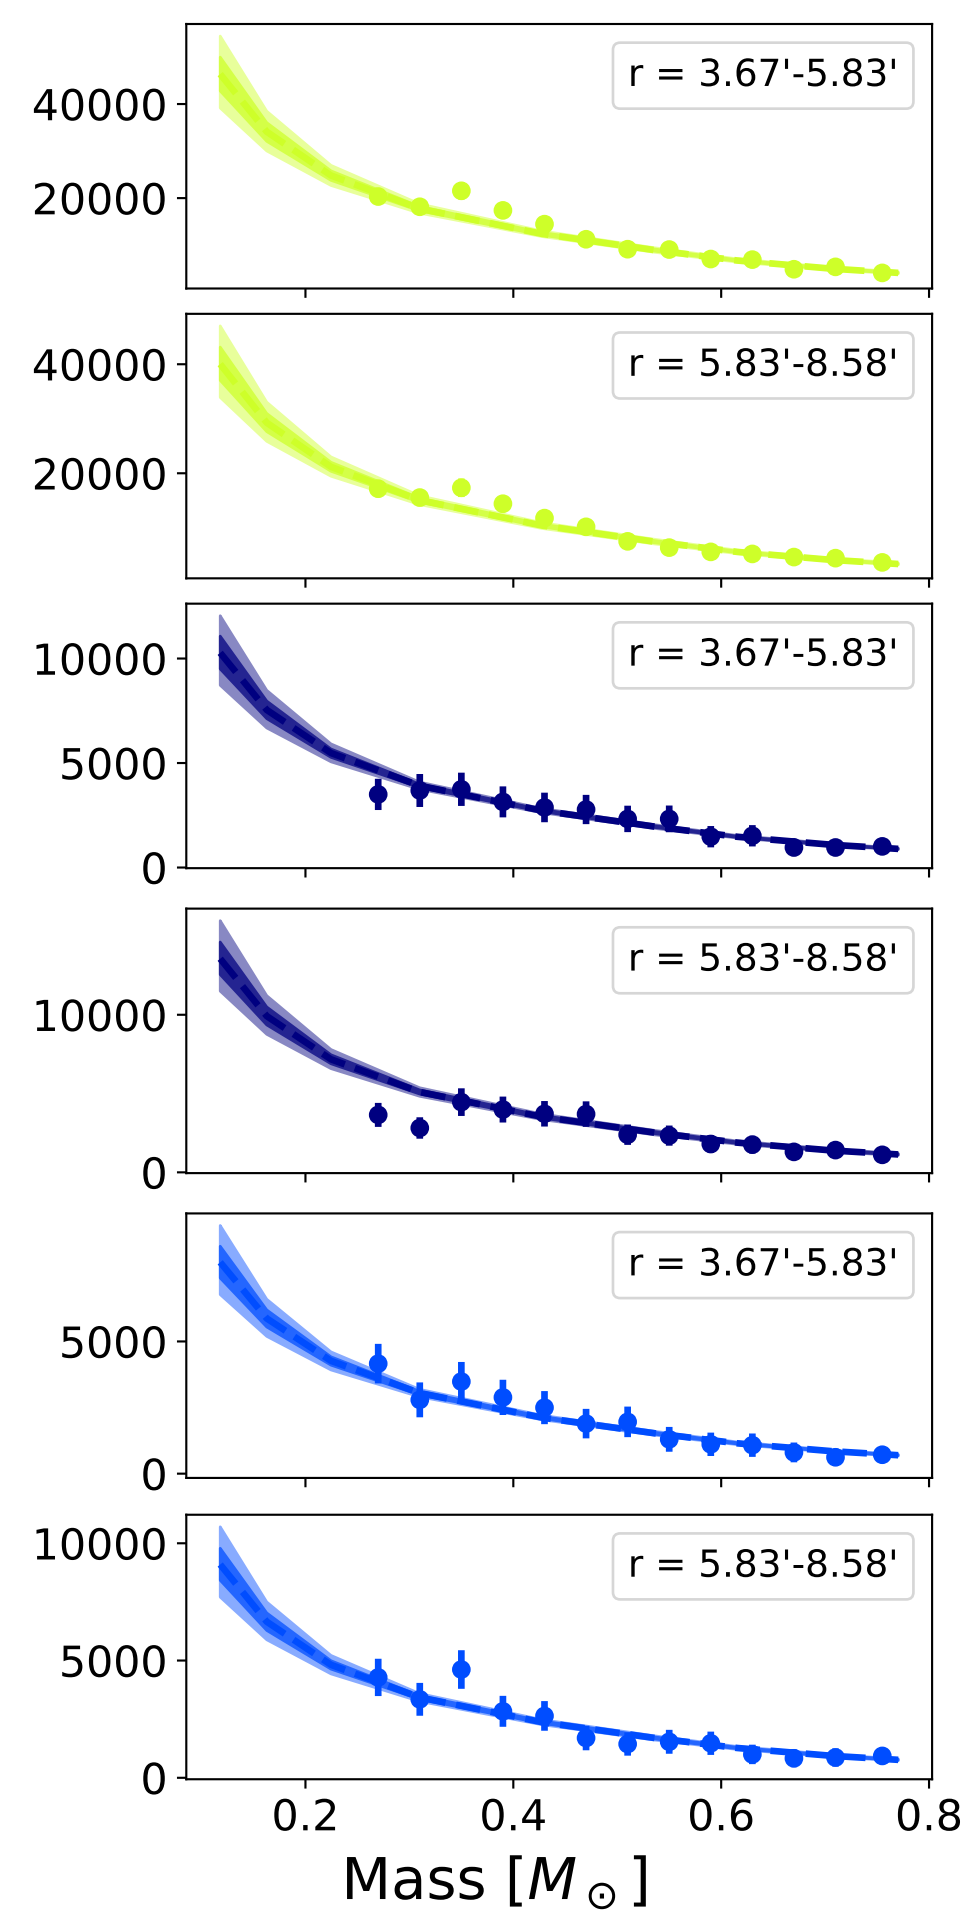 r = 3.67'-5.83'
40000
20000
r = 5.83'-8.58'
40000
20000
r = 3.67'-5.83'
10000
5000
0
r = 5.83'-8.58'
10000
0
r = 3.67'-5.83'
5000
0
r = 5.83'-8.58'
10000
5000
0
0.2 0.4 0.6 0.8
Mass [M⊙]